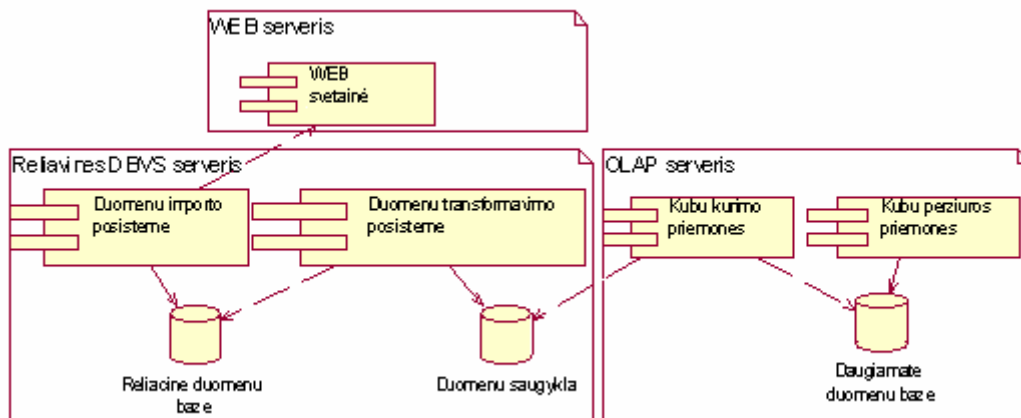 WEB serveris
WEB
svetainė
Reliavines DBVS serveris
OLAP serveris
Duomenu importo
posisteme
Duomenu transformavimo
posisteme
Kubu kurimo
priemones
Kubu perziuros
priemones
Reliacine duomenu
baze
Duomenu saugykla
Daugiamate
duomenu baze